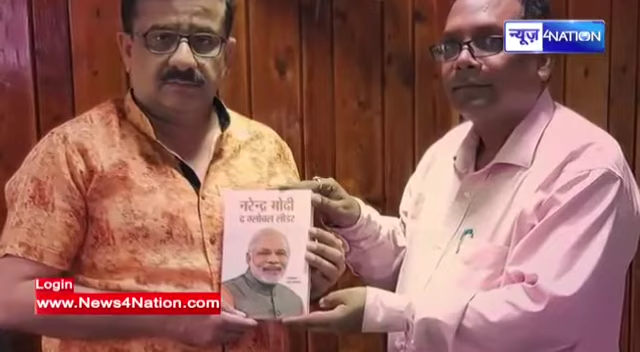 न्यूज़4NATION
नरेन्द्र मोदी
द ग्लोबल लीडर
Login
www.News4Nation.com